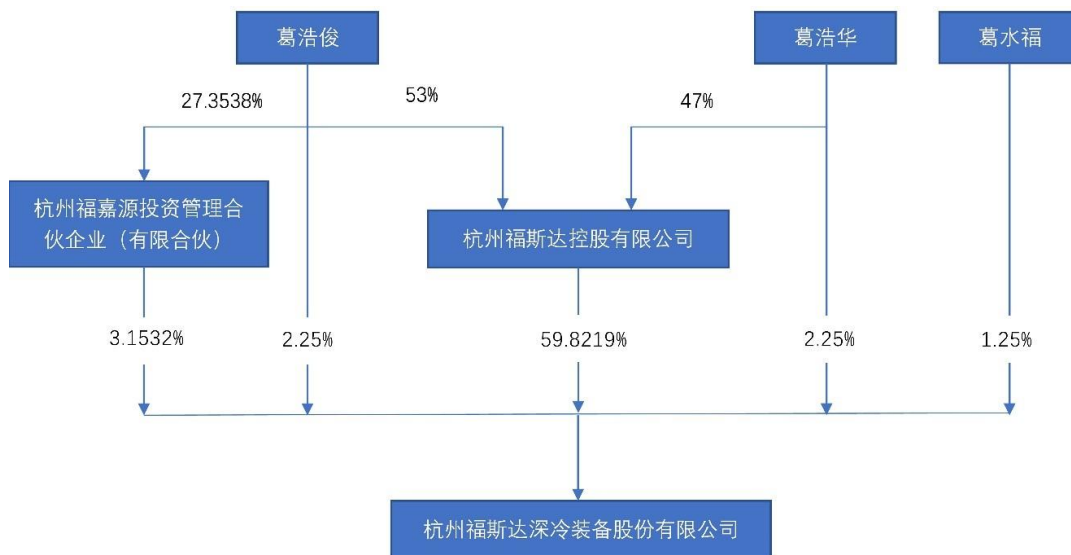 葛浩俊
葛浩华
葛水福
27.3538%
53%
47%
杭州福嘉源投资管理合
伙企业（有限合伙）
杭州福斯达控股有限公司
3.1532%
2.25%
59.8219%
2.25%
1.25%
杭州福斯达深冷装备股份有限公司